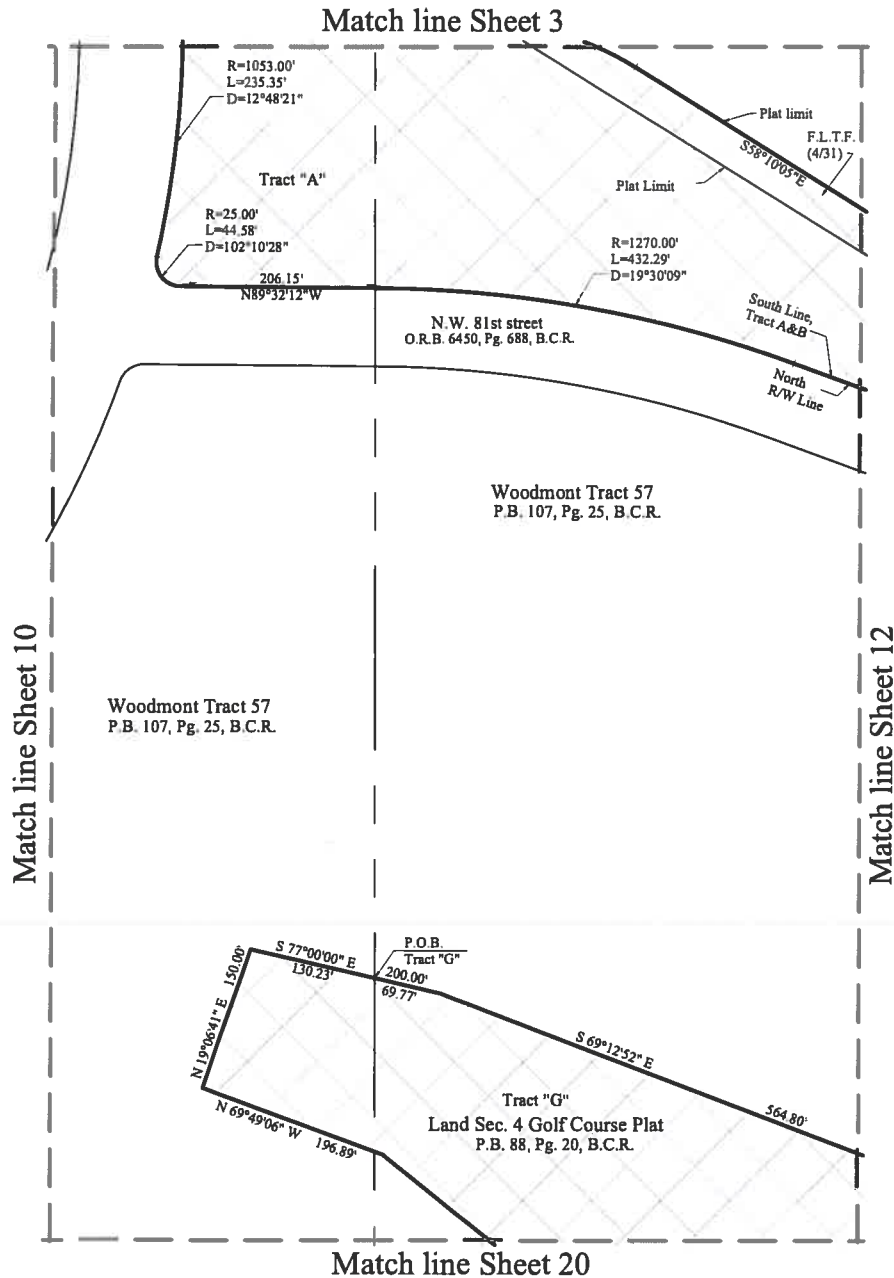 Match line Sheet 3
R=1053.00'
L=235.35'
D=12°48'21"
Plat limit
F.L.T.F.
(4/31)
S58°10'05"E
Tract "A"
Plat Limit
R=25.00'
L=44.58'
D=102°10'28"
R=1270.00'
L=432.29'
D=19°30'09"
206.15'
N89°32'12"W
South Line,
Tract A&B
N.W. 81st street
O.R.B. 6450, Pg. 688, B.C.R.
North
R/W Line
Woodmont Tract 57
P.B. 107, Pg. 25, B.C.R.
Match line Sheet 10
Match line Sheet 12
Woodmont Tract 57
P.B. 107, Pg. 25, B.C.R.
P.O.B.
Tract "G"
S 77°00'00" E
130.23'
200.00'
69.77'
150.00'
N 19°06'41" E
S 69°12'52" E
564.80'
N 69°49'06" W
196.89'
Tract "G"
Land Sec. 4 Golf Course Plat
P.B. 88, Pg. 20, B.C.R.
Match line Sheet 20